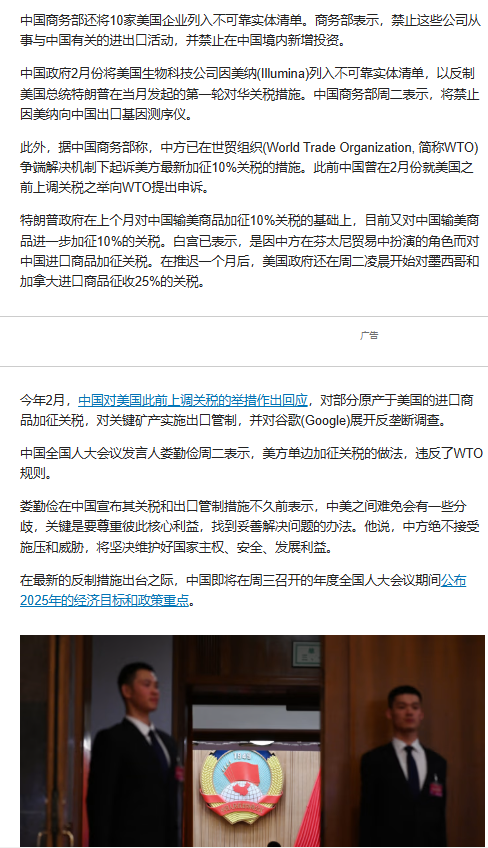 中国商务部还将10家美国企业列入不可靠实体清单。商务部表示，禁止这些公司从
事与中国有关的进出口活动，并禁止在中国境内新增投资。
中国政府2月份将美国生物科技公司因美纳(Illumina)列入不可靠实体清单，以反制
美国总统特朗普在当月发起的第一轮对华关税措施。中国商务部周二表示，将禁止
因美纳向中国出口基因测序仪。
此外，据中国商务部称，中方已在世贸组织(World Trade Organization, 简称WTO)
争端解决机制下起诉美方最新加征10%关税的措施。此前中国曾在2月份就美国之
前上调关税之举向WTO提出申诉。
特朗普政府在上个月对中国输美商品加征10%关税的基础上，目前又对中国输美商
品进一步加征10%的关税。白宫已表示，是因中方在芬太尼贸易中扮演的角色而对
中国进口商品加征关税。在推迟一个月后，美国政府还在周二凌晨开始对墨西哥和
加拿大进口商品征收25%的关税。
广告
今年2月，中国对美国此前上调关税的举措作出回应，对部分原产于美国的进口商
品加征关税，对关键矿产实施出口管制，并对谷歌(Google)展开反垄断调查。
中国全国人大会议发言人娄勤俭周二表示，美方单边加征关税的做法，违反了WTO
规则。
娄勤俭在中国宣布其关税和出口管制措施不久前表示，中美之间难免会有一些分
歧，关键是要尊重彼此核心利益，找到妥善解决问题的办法。他说，中方绝不接受
施压和威胁，将坚决维护好国家主权、安全、发展利益。
在最新的反制措施出台之际，中国即将在周三召开的年度全国人大会议期间公布
2025年的经济目标和政策重点。